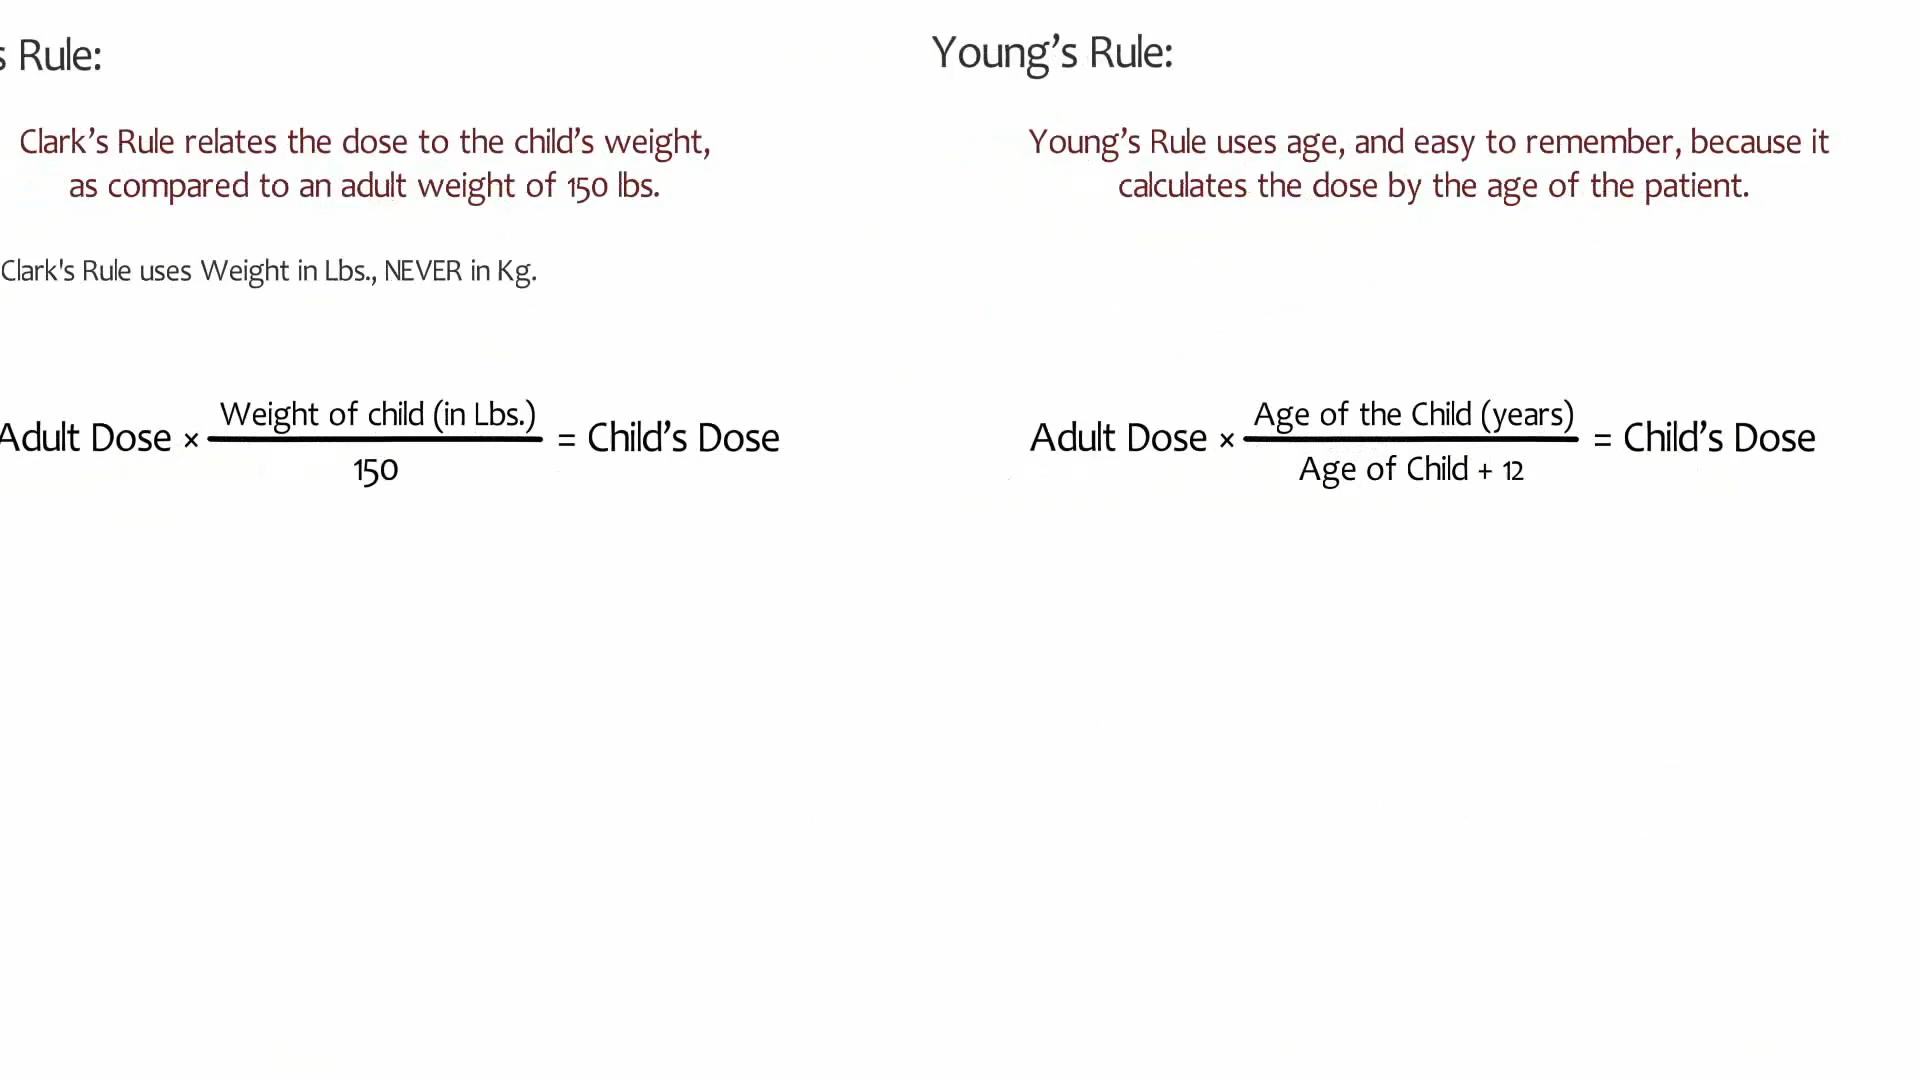 s Rule:
Clark’s Rule relates the dose to the child’s weight,
as compared to an adult weight of 150 lbs.
Clark's Rule uses Weight in Lbs., NEVER in Kg.
Adult Dose × Weight of child (in Lbs.) = Child’s Dose
150
Young’s Rule:
Young’s Rule uses age, and easy to remember, because it
calculates the dose by the age of the patient.
Adult Dose × Age of the Child (years) = Child’s Dose
Age of Child + 12